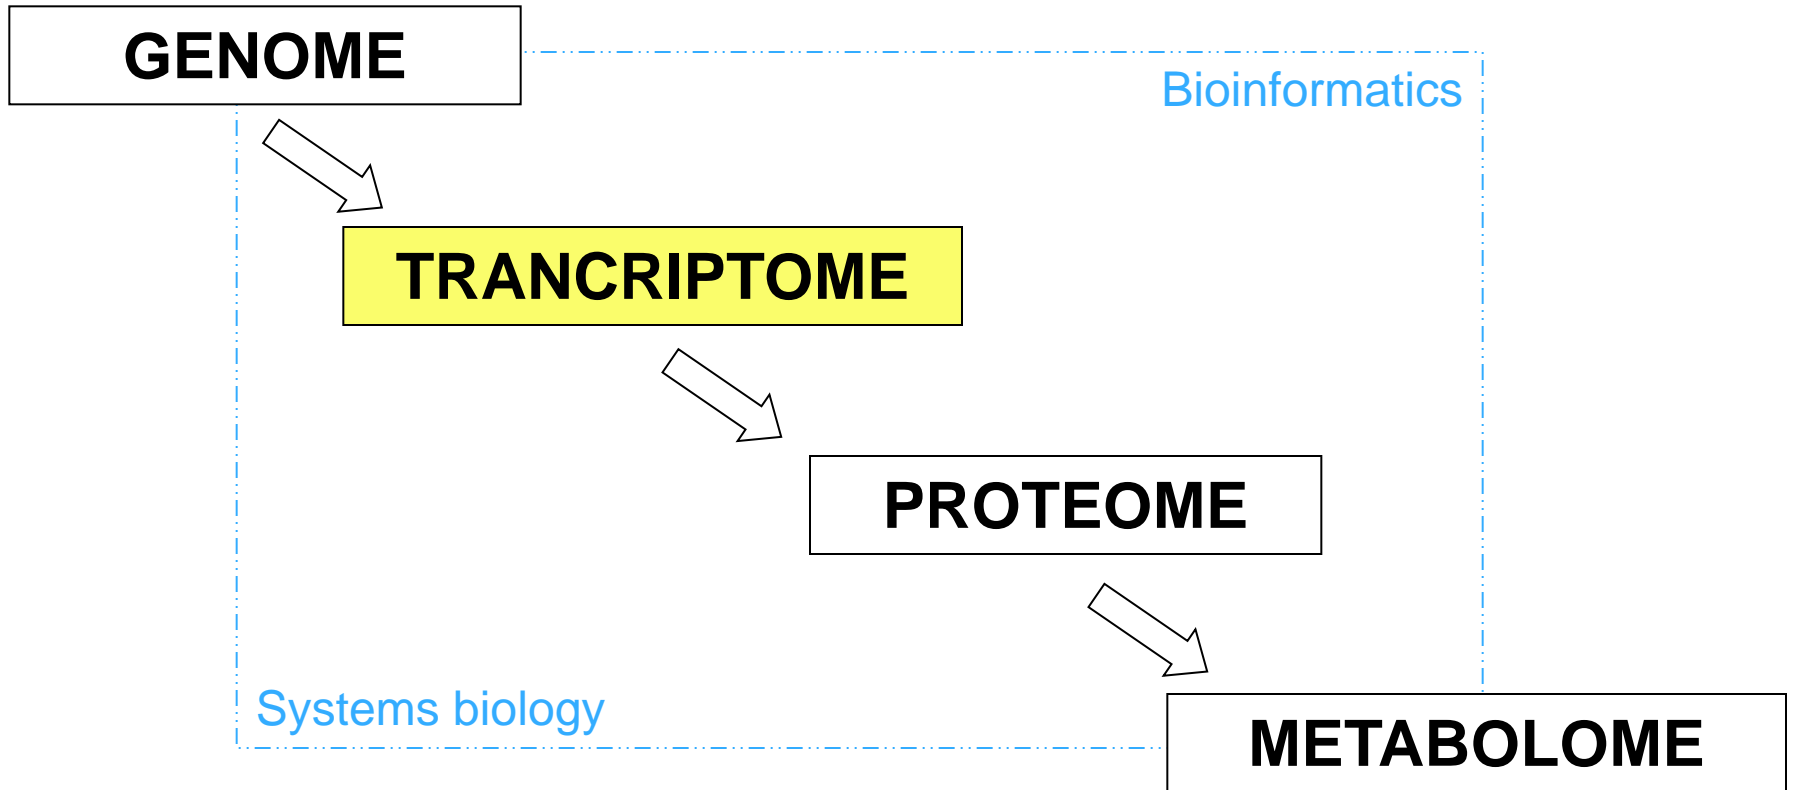 GENOME
Bioinformatics
TRANCRIPTOME
PROTEOME
Systems biology
METABOLOME